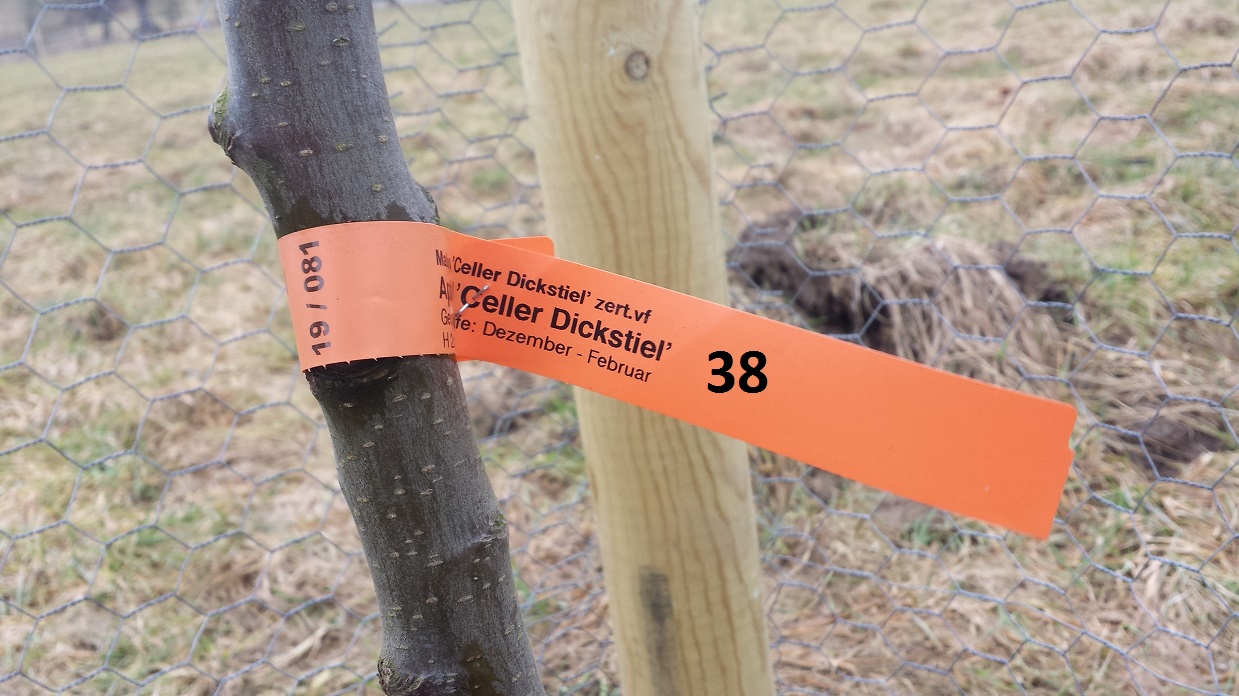 19 / 081
'Celler Dickstiel' zert.vf
'Celler Dickstiel'
Dezember - Februar
38